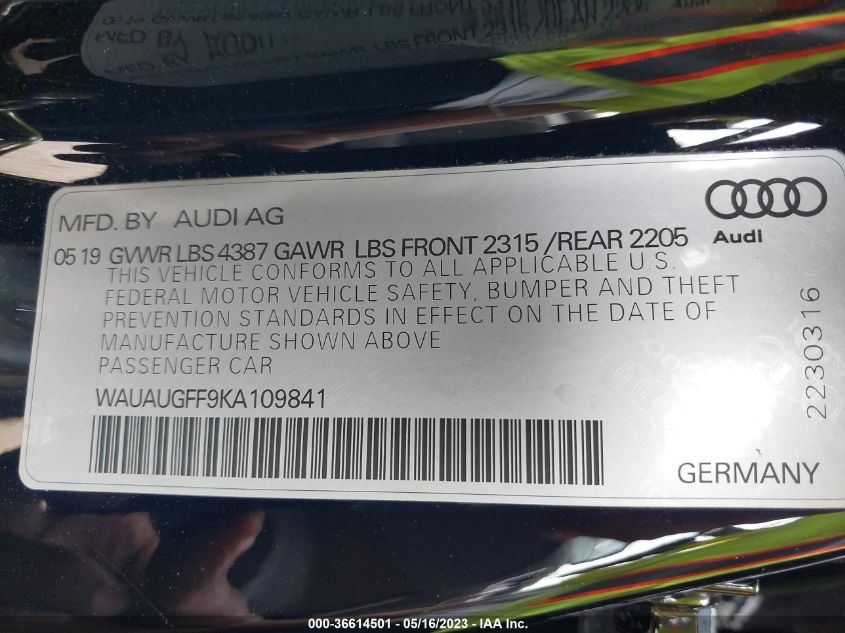 MFD. BY AUDI AG
Audi
05 19 GVWR LBS 4387 GAWR LBS FRONT 2315 /REAR 2205
THIS VEHICLE CONFORMS TO ALL APPLICABLE U.S.
FEDERAL MOTOR VEHICLE SAFETY, BUMPER AND THEFT
PREVENTION STANDARDS IN EFFECT ON THE DATE OF
MANUFACTURE SHOWN ABOVE
PASSENGER CAR
WAUAUGFF9KA109841
2230316
GERMANY
000-36614501 - 05/16/2023 - IAA Inc.